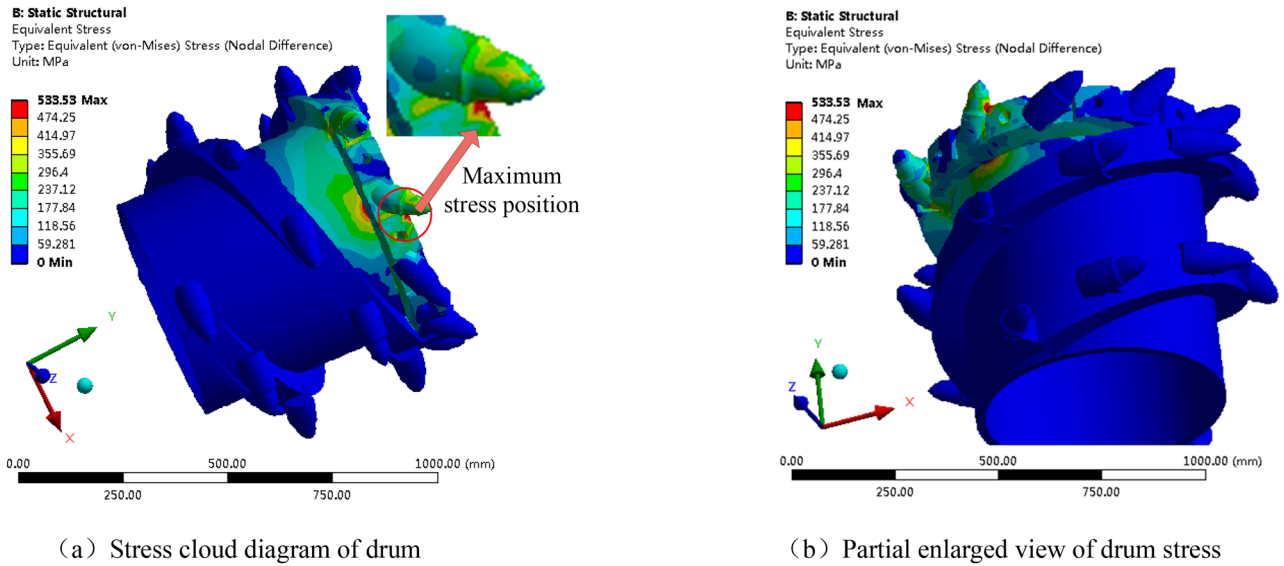 B: Static Structural
Equivalent Stress
Type: Equivalent (von-Mises) Stress (Nodal Difference)
Unit: MPa
533.53 Max
474.25
414.97
355.69
296.4
237.12
177.84
118.56
59.281
0 Min
Maximum
stress position
Y
Z
X
0.00
500.00
1000.00 (mm)
250.00
750.00
(a) Stress cloud diagram of drum
B: Static Structural
Equivalent Stress
Type: Equivalent (von-Mises) Stress (Nodal Difference)
Unit: MPa
533.53 Max
474.25
414.97
355.69
296.4
237.12
177.84
118.56
59.281
0 Min
Y
Z
X
0.00
500.00
1000.00 (mm)
250.00
750.00
(b) Partial enlarged view of drum stress